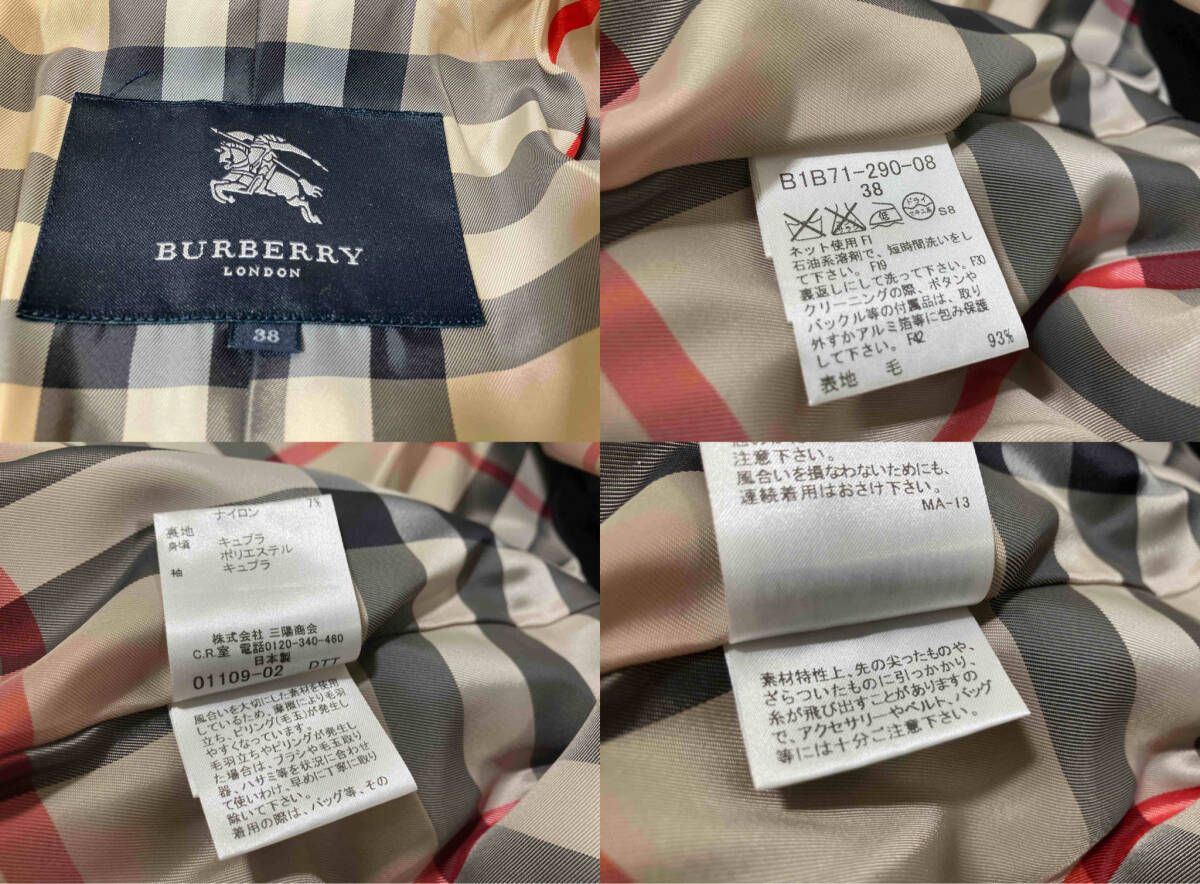 BURBERRY
LONDON
38
B1B71-290-08
38
低
ドライ
セキユ系
S8
ネット使用 F1
石油系溶剤で、短時間洗いをし
て下さい。 F19
裏返しにして洗って下さい。F30
クリーニングの際、ボタンや
バックル等の付属品は、取り
外すかアルミ箔等に包み保護
して下さい。F42
表地 毛 93%
ナイロン 7%
裏地
身頃 キュプラ
ポリエステル
袖 キュプラ
株式会社 三陽商会
C.R.室 電話0120-340-460
日本製
01109-02 DTT
風合いを大切にした素材を使用
しているため、摩擦により毛羽
立ち、ピリング(毛玉)が発生し
やすくなっています。
毛羽立ちやピリングが発生し
た場合は、ブラシや毛玉取り
器、ハサミ等を状況に合わせ
て使いわけ、早めに丁寧に取り
除いて下さい。
着用の際は、バッグ等、その
注意下さい。
風合いを損なわないためにも、
連続着用はおさけ下さい。
MA-13
素材特性上、先の尖ったものや、
ざらついたものに引っかかり、
糸が飛び出すことがありますの
で、アクセサリーやベルト、バッグ
等には十分ご注意下さい。